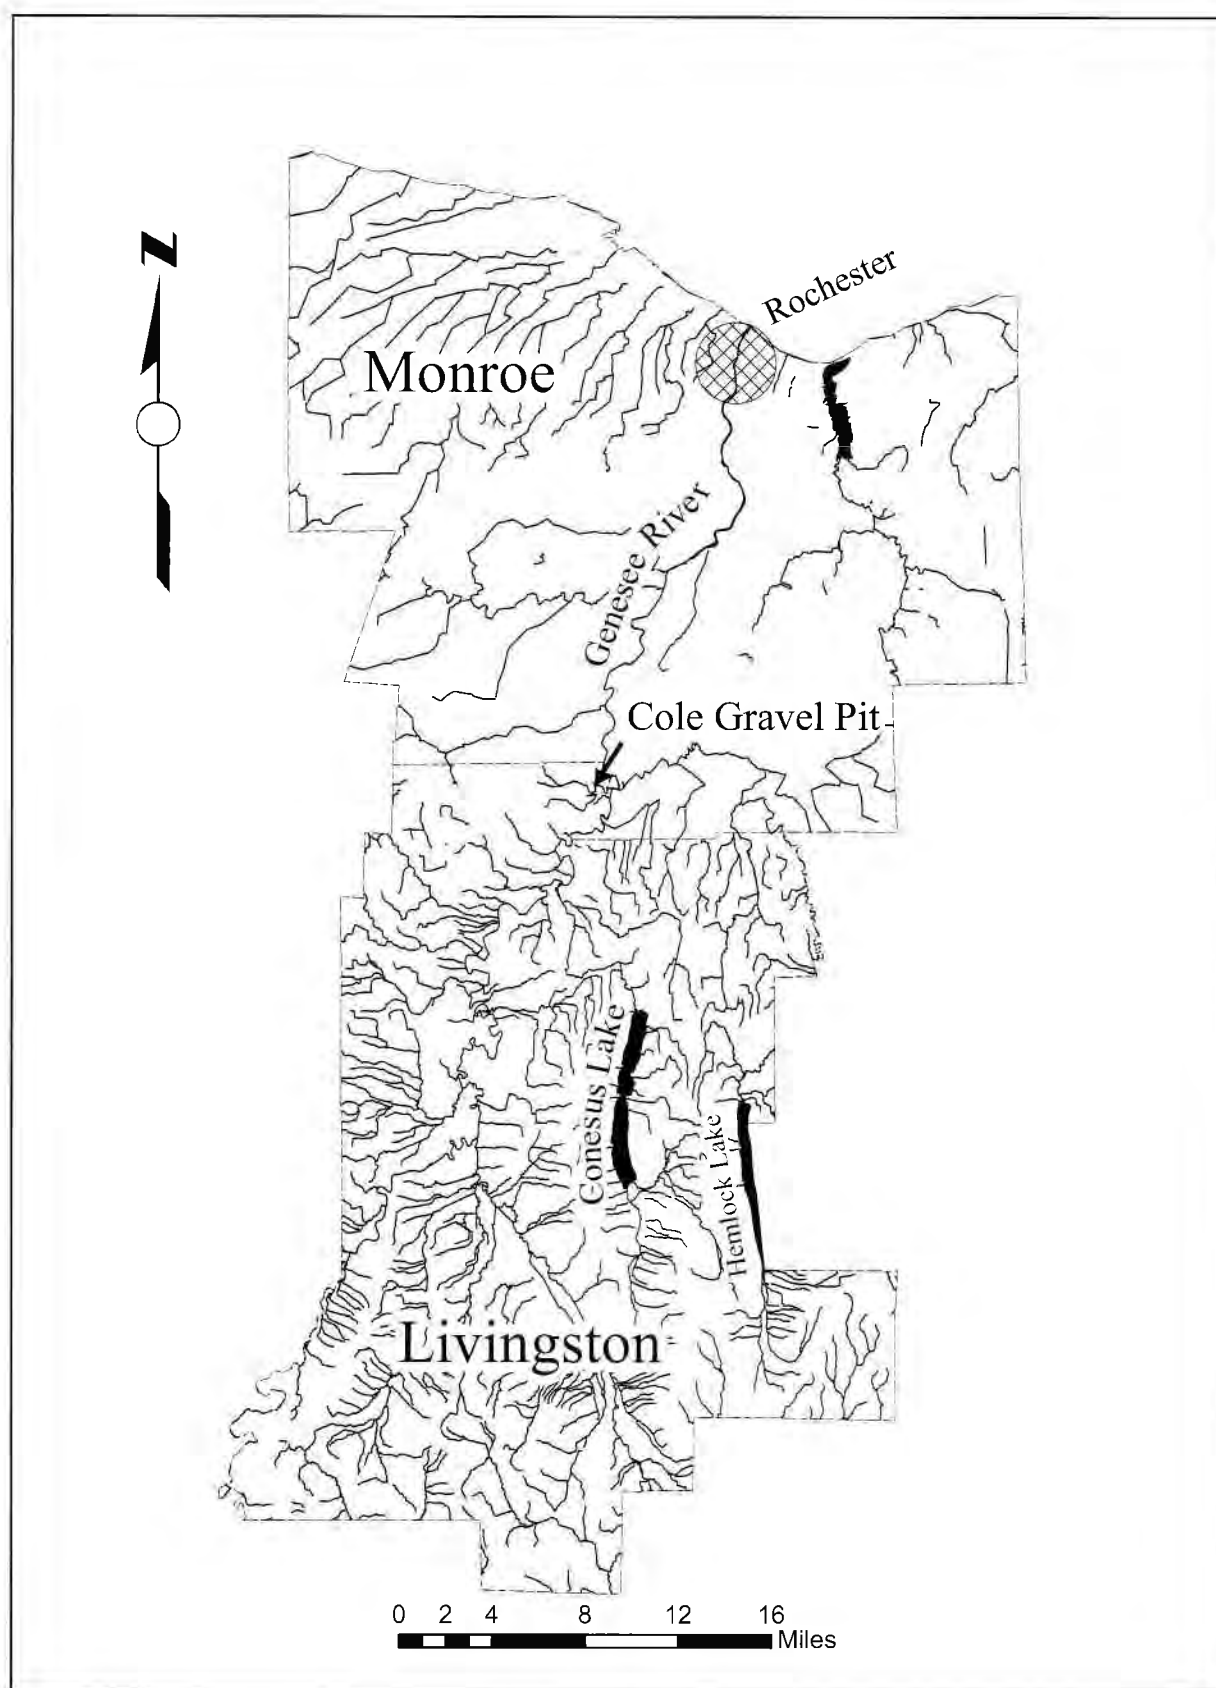 N
Rochester
Monroe
Genesee River
Cole Gravel Pit
Conesus Lake
Hemlock Lake
Livingston
0 2 4 8 12 16
Miles